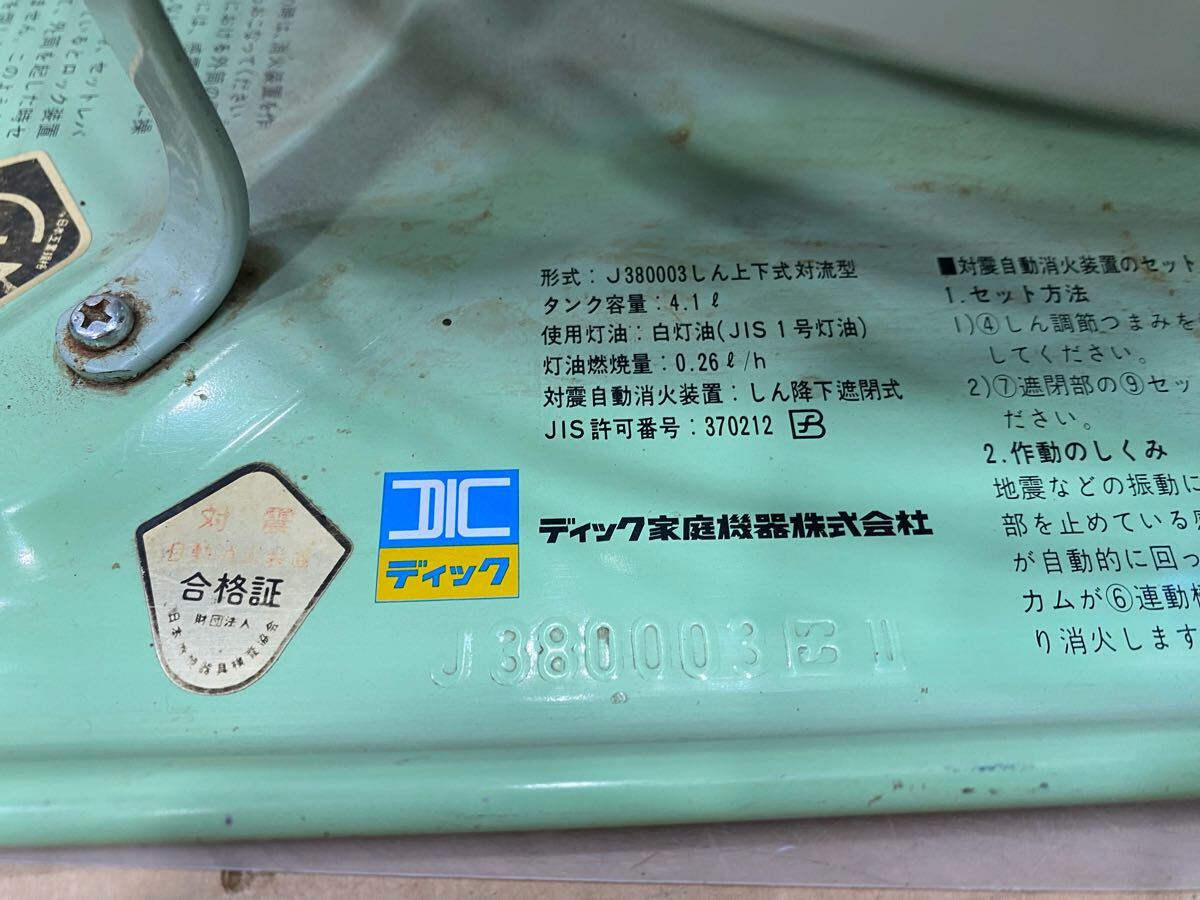 形式：J380003しん上下式対流型
タンク容量：4.1ℓ
使用灯油：白灯油(JIS1号灯油)
灯油燃焼量：0.26ℓ/h
対震自動消火装置：しん降下遮閉式
JIS許可番号：370212
■対震自動消火装置のセット
1.セット方法
1)④しん調節つまみを
してください。
2)⑦遮閉部の⑨セッ
ださい。
2.作動のしくみ
地震などの振動に
部を止めている
が自動的に回っ
カムが⑥連動
り消火します
DIC
ディック
ディック家庭機器株式会社
対震
合格証
財団法人
J380003
II